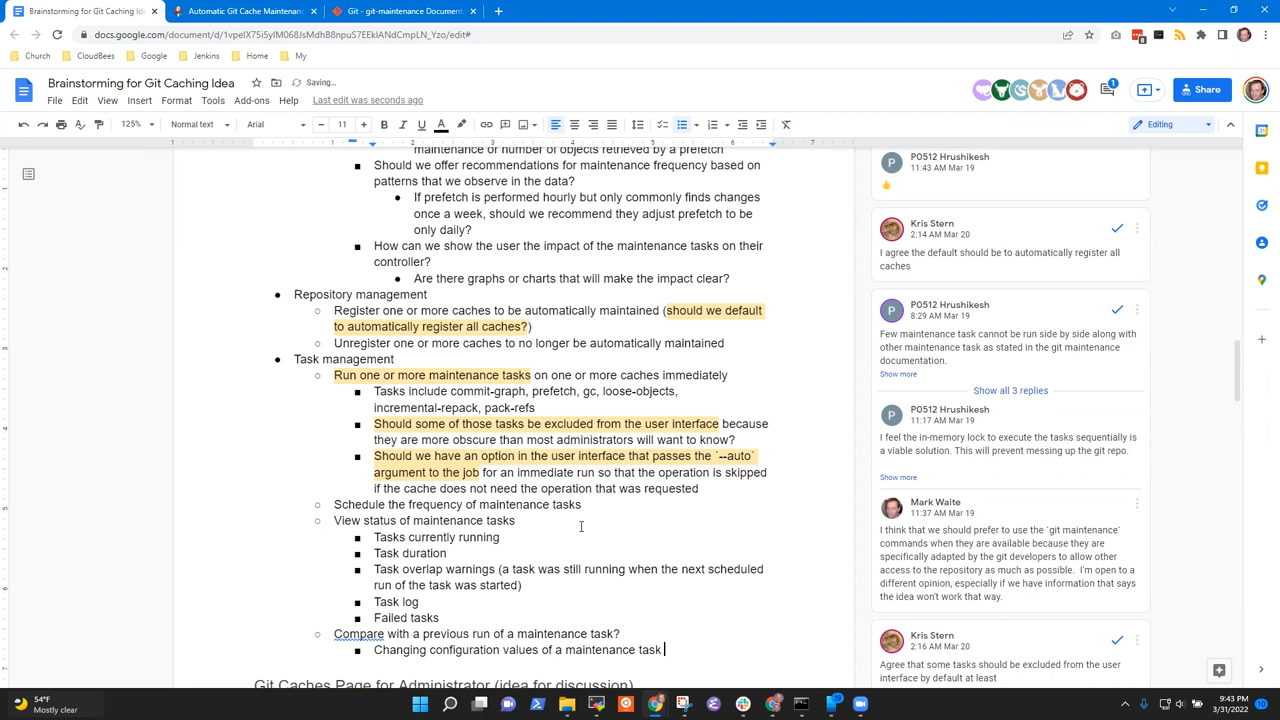 Brainstorming for Git Caching Ide
Automatic Git Cache Maintenanc
Git - git-maintenance Document
docs.google.com/document/d/1vpelX75i5yIM068JsMdhB8npuS7EEkIANdCmpLN_Yzo/edit#
Church
CloudBees
Google
Jenkins
Home
My
Brainstorming for Git Caching Idea
Saving...
File Edit View Insert Format Tools Add-ons Help Last edit was seconds ago
1
Share
125%
Normal text
Arial
11
Editing
maintenance or number of objects retrieved by a prefetch
Should we offer recommendations for maintenance frequency based on
patterns that we observe in the data?
If prefetch is performed hourly but only commonly finds changes
once a week, should we recommend they adjust prefetch to be
only daily?
How can we show the user the impact of the maintenance tasks on their
controller?
Are there graphs or charts that will make the impact clear?
Repository management
Register one or more caches to be automatically maintained (should we default
to automatically register all caches?)
Unregister one or more caches to no longer be automatically maintained
Task management
Run one or more maintenance tasks on one or more caches immediately
Tasks include commit-graph, prefetch, gc, loose-objects,
incremental-repack, pack-refs
Should some of those tasks be excluded from the user interface because
they are more obscure than most administrators will want to know?
Should we have an option in the user interface that passes the `--auto`
argument to the job for an immediate run so that the operation is skipped
if the cache does not need the operation that was requested
Schedule the frequency of maintenance tasks
View status of maintenance tasks
Tasks currently running
Task duration
Task overlap warnings (a task was still running when the next scheduled
run of the task was started)
Task log
Failed tasks
Compare with a previous run of a maintenance task?
Changing configuration values of a maintenance task
Git Caches Page for Administrator (idea for discussion)
P0512 Hrushikesh
11:43 AM Mar 19
👍
Kris Stern
2:14 AM Mar 20
I agree the default should be to automatically register all
caches
P0512 Hrushikesh
8:29 AM Mar 19
Few maintenance task cannot be run side by side along with
other maintenance task as stated in the git maintenance
documentation.
Show more
Show all 3 replies
P0512 Hrushikesh
11:17 AM Mar 19
I feel the in-memory lock to execute the tasks sequentially is
a viable solution. This will prevent messing up the git repo.
Show more
Mark Waite
11:37 AM Mar 19
I think that we should prefer to use the `git maintenance`
commands when they are available because they are
specifically adapted by the git developers to allow other
access to the repository as much as possible. I'm open to a
different opinion, especially if we have information that says
the idea won't work that way.
Kris Stern
2:16 AM Mar 20
Agree that some tasks should be excluded from the user
interface by default at least
54°F
Mostly clear
9:43 PM
3/31/2022